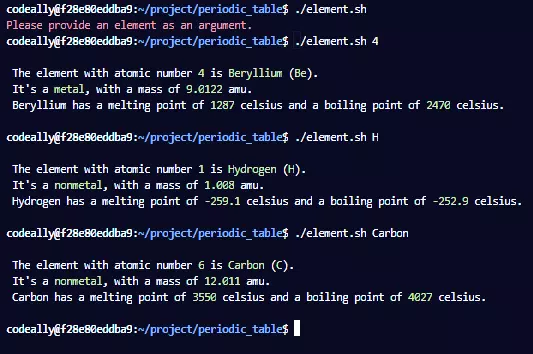 codeally@f28e80eddba9:~/project/periodic_table$ ./element.sh
Please provide an element as an argument.
codeally@f28e80eddba9:~/project/periodic_table$ ./element.sh 4
The element with atomic number 4 is Beryllium (Be).
It's a metal, with a mass of 9.0122 amu.
Beryllium has a melting point of 1287 celsius and a boiling point of 2470 celsius.
codeally@f28e80eddba9:~/project/periodic_table$ ./element.sh H
The element with atomic number 1 is Hydrogen (H).
It's a nonmetal, with a mass of 1.008 amu.
Hydrogen has a melting point of -259.1 celsius and a boiling point of -252.9 celsius.
codeally@f28e80eddba9:~/project/periodic_table$ ./element.sh Carbon
The element with atomic number 6 is Carbon (C).
It's a nonmetal, with a mass of 12.011 amu.
Carbon has a melting point of 3550 celsius and a boiling point of 4027 celsius.
codeally@f28e80eddba9:~/project/periodic_table$